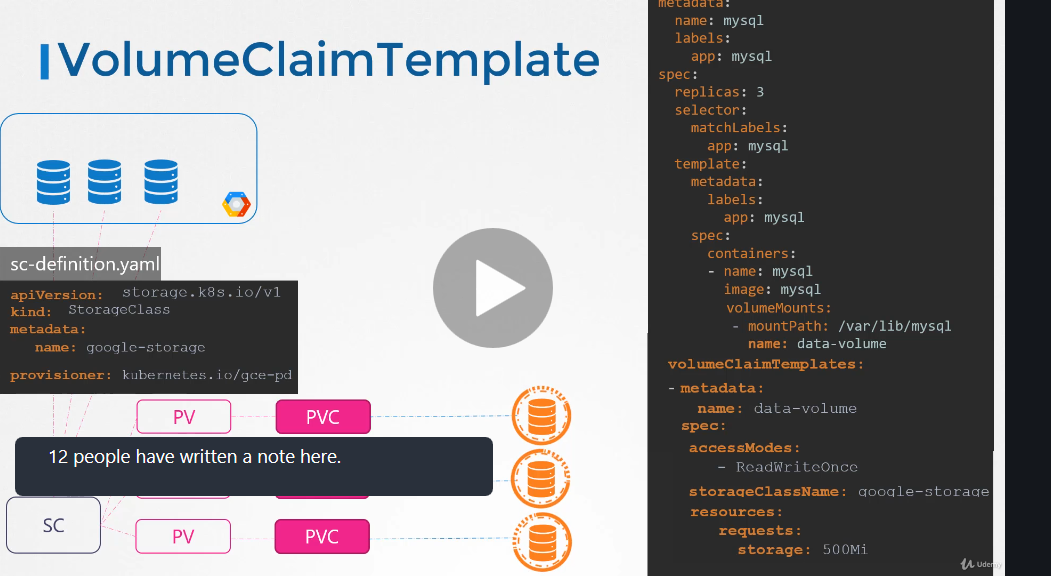 VolumeClaimTemplate
sc-definition.yaml
apiVersion: storage.k8s.io/v1
kind: StorageClass
metadata:
name: google-storage
provisioner: kubernetes.io/gce-pd
PV
PVC
12 people have written a note here.
SC
PV
PVC
metadata:
name: mysql
labels:
app: mysql
spec:
replicas: 3
selector:
matchLabels:
app: mysql
template:
metadata:
labels:
app: mysql
spec:
containers:
- name: mysql
image: mysql
volumeMounts:
- mountPath: /var/lib/mysql
name: data-volume
volumeClaimTemplates:
- metadata:
name: data-volume
spec:
accessModes:
- ReadWriteOnce
storageClassName: google-storage
resources:
requests:
storage: 500Mi
Udemy